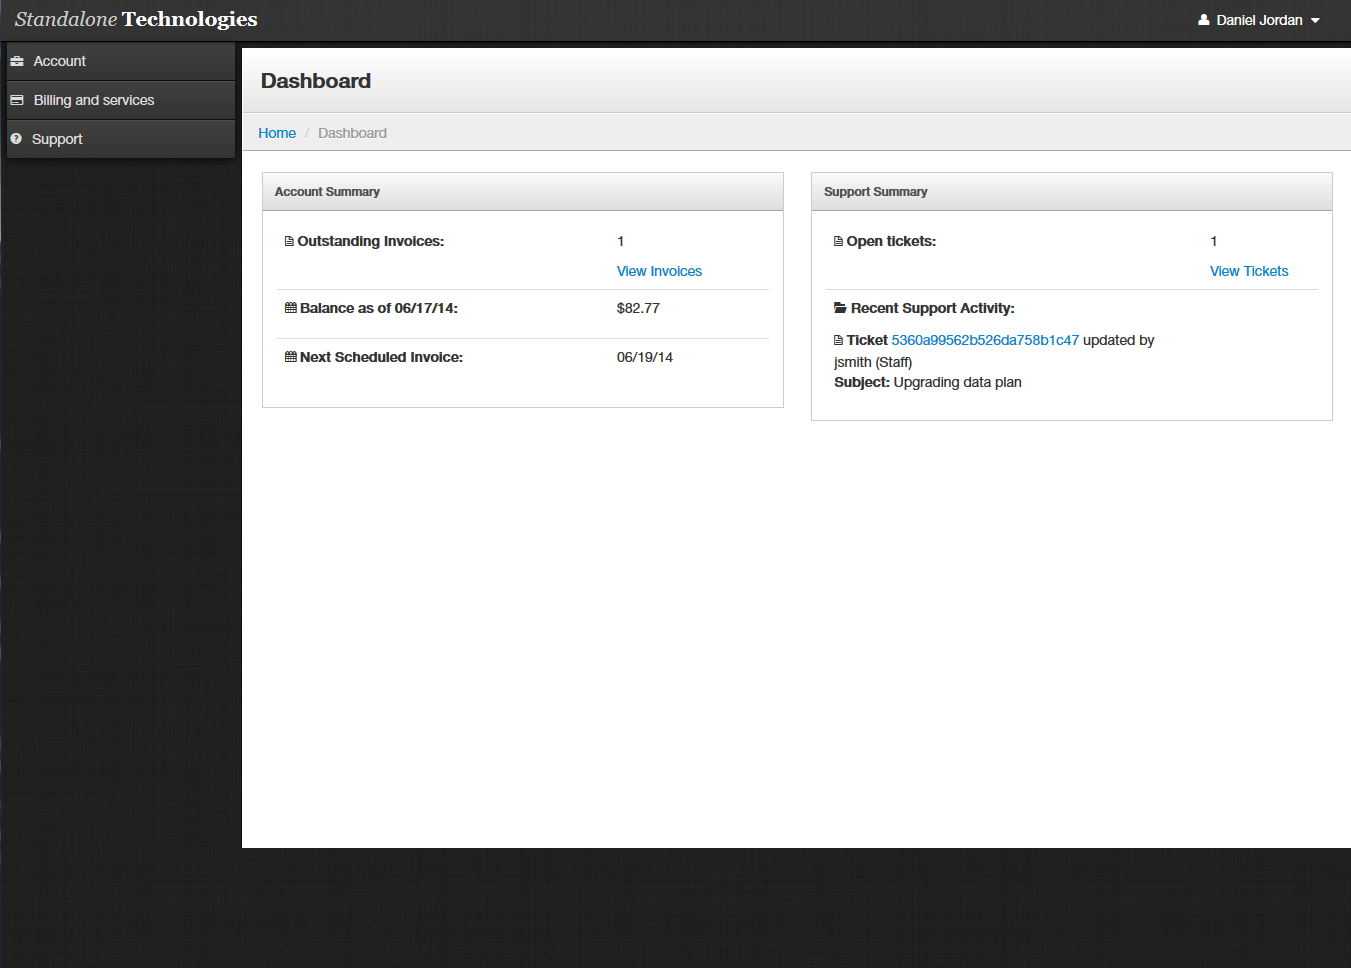 Standalone Technologies
Daniel Jordan
Account
Billing and services
Support
Dashboard
Home / Dashboard
Account Summary
Outstanding Invoices: 1
View Invoices
Balance as of 06/17/14: $82.77
Next Scheduled Invoice: 06/19/14
Support Summary
Open tickets: 1
View Tickets
Recent Support Activity:
Ticket 5360a99562b526da758b1c47 updated by
jsmith (Staff)
Subject: Upgrading data plan